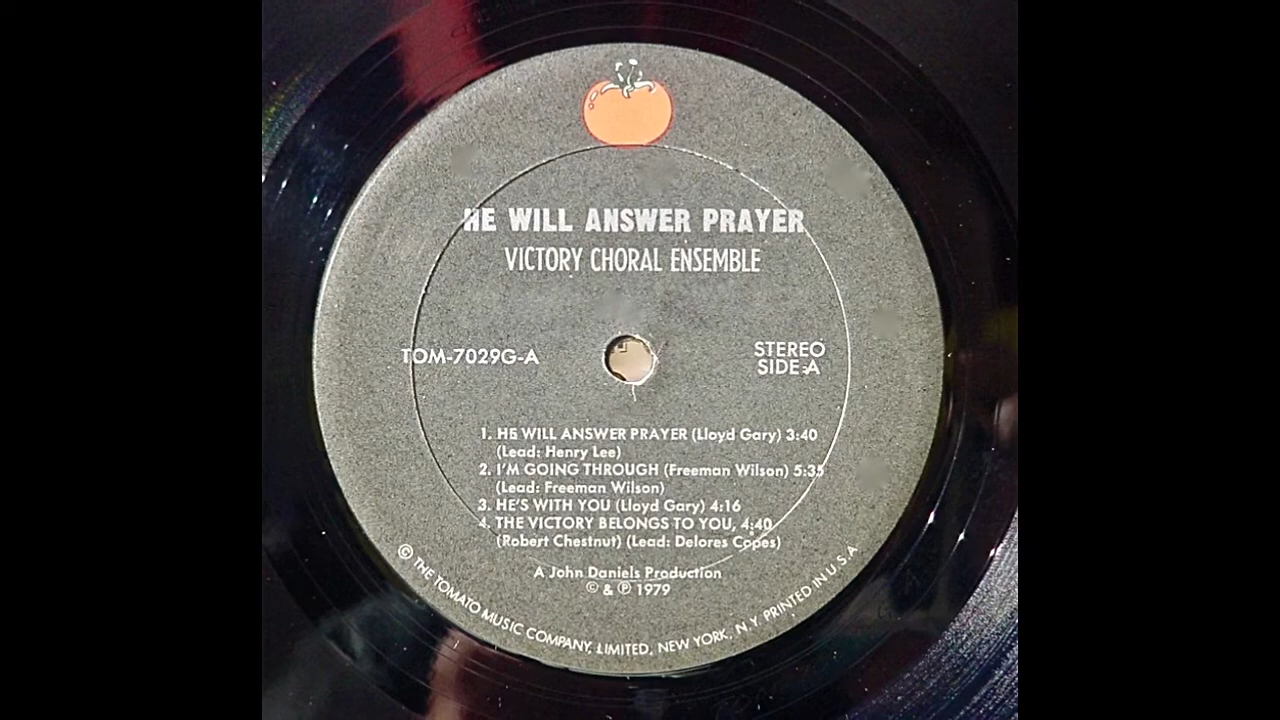 HE WILL ANSWER PRAYER
VICTORY CHORAL ENSEMBLE
TOM-7029G-A
STEREO
SIDE A
1. HE WILL ANSWER PRAYER (Lloyd Gary) 3:40
(Lead: Henry Lee)
2. I'M GOING THROUGH (Freeman Wilson) 5:35
(Lead: Freeman Wilson)
3. HE'S WITH YOU (Lloyd Gary) 4:16
4. THE VICTORY BELONGS TO YOU, 4:40
(Robert Chestnut) (Lead: Delores Copes)
A John Daniels Production
© & ℗ 1979
© THE TOMATO MUSIC COMPANY, LIMITED, NEW YORK, N.Y. PRINTED IN U.S.A